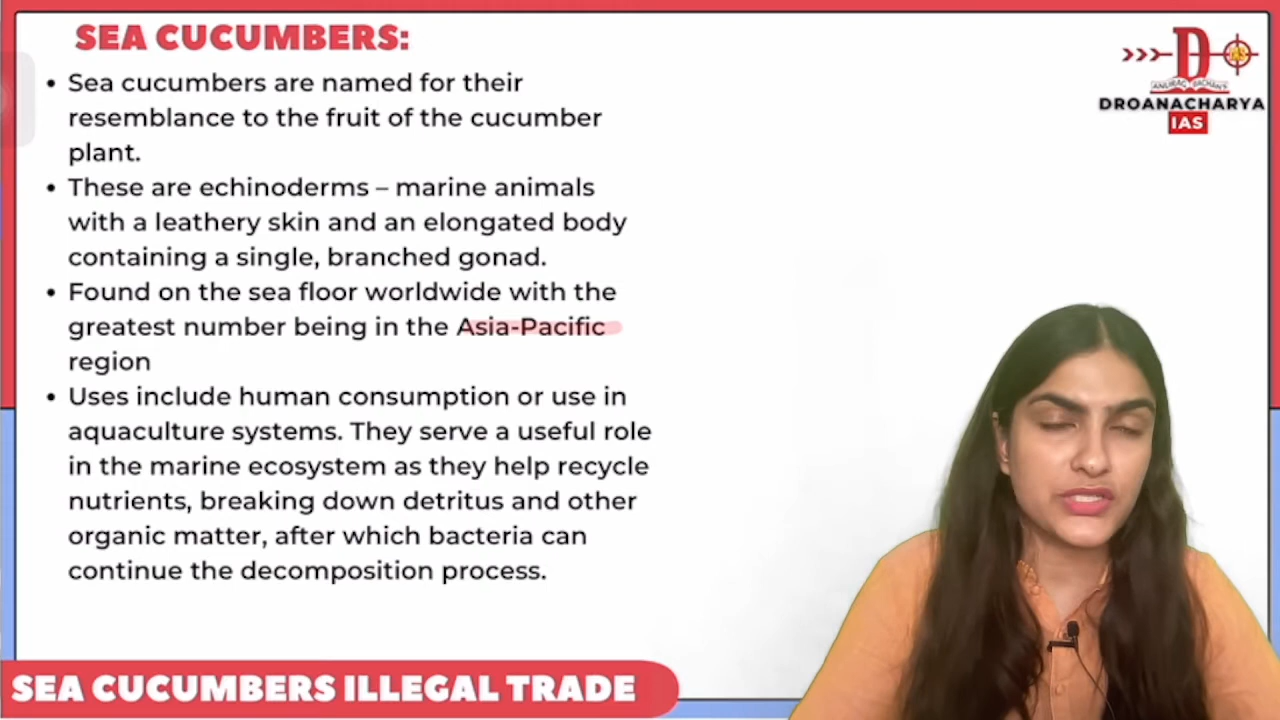 SEA CUCUMBERS:
• Sea cucumbers are named for their
resemblance to the fruit of the cucumber
plant.
• These are echinoderms – marine animals
with a leathery skin and an elongated body
containing a single, branched gonad.
• Found on the sea floor worldwide with the
greatest number being in the Asia-Pacific
region
• Uses include human consumption or use in
aquaculture systems. They serve a useful role
in the marine ecosystem as they help recycle
nutrients, breaking down detritus and other
organic matter, after which bacteria can
continue the decomposition process.
D
ANURAG BACHAN'S
DROANACHARYA
IAS
SEA CUCUMBERS ILLEGAL TRADE